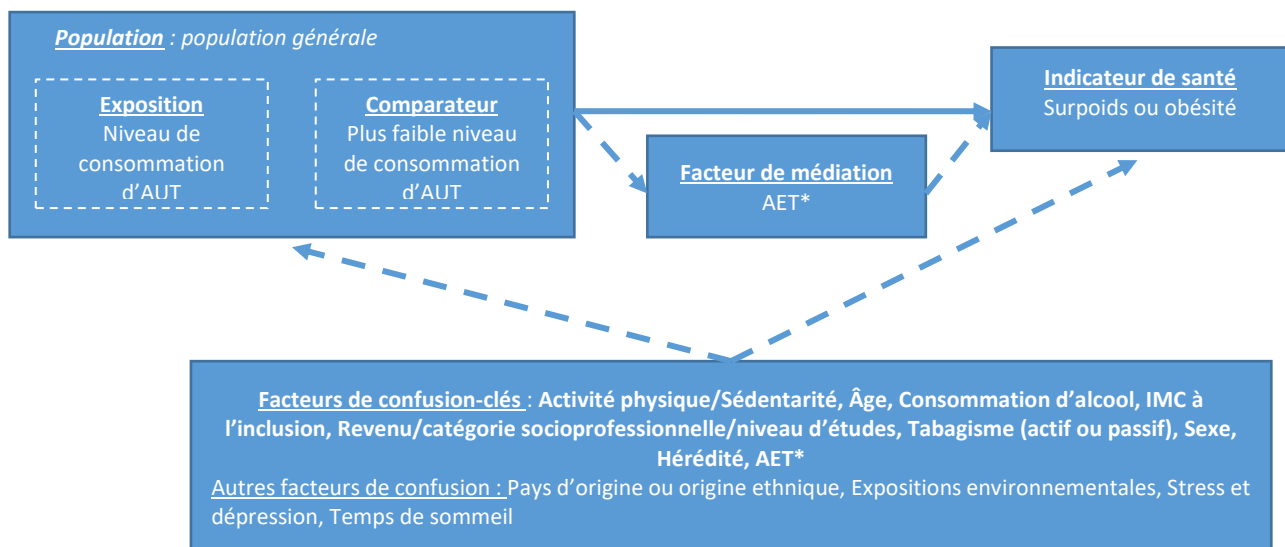 Population : population générale
Exposition
Niveau de
consommation
d’AUT
Comparateur
Plus faible niveau
de consommation
d’AUT
Facteur de médiation
AET*
Indicateur de santé
Surpoids ou obésité
Facteurs de confusion-clés : Activité physique/Sédentarité, Âge, Consommation d’alcool, IMC à
l’inclusion, Revenu/catégorie socioprofessionnelle/niveau d’études, Tabagisme (actif ou passif), Sexe,
Hérédité, AET*
Autres facteurs de confusion : Pays d’origine ou origine ethnique, Expositions environnementales, Stress et
dépression, Temps de sommeil